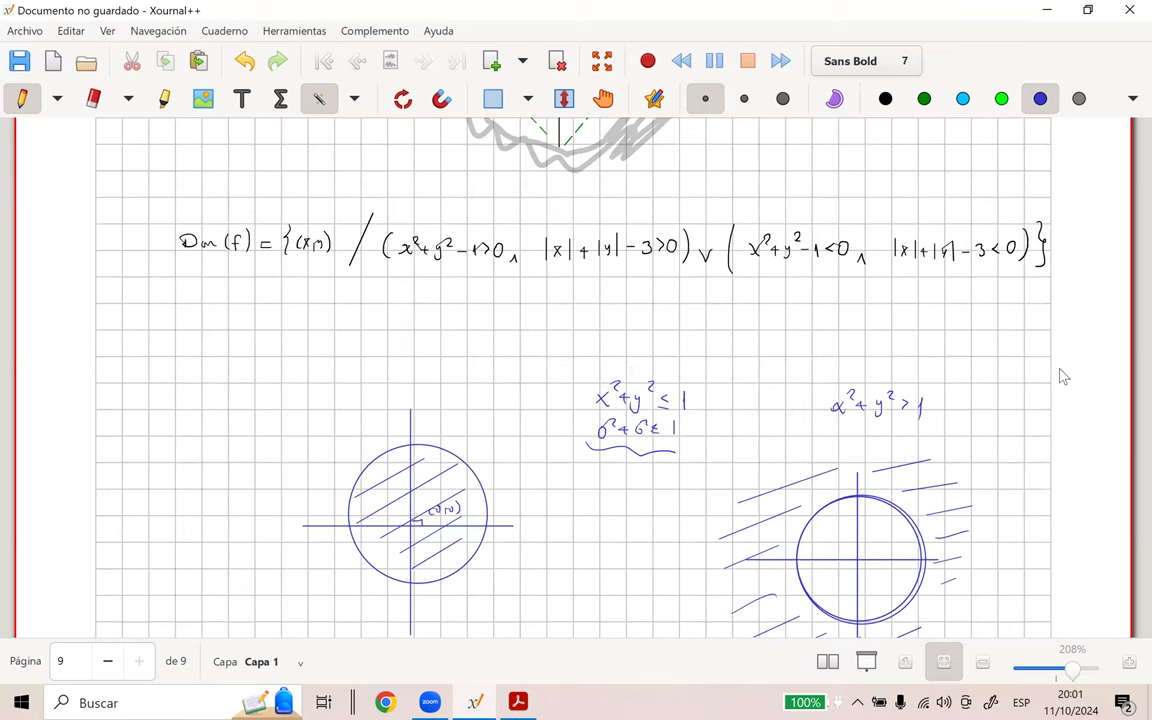 Documento no guardado - Xournal++
Archivo Editar Ver Navegación Cuaderno Herramientas Complemento Ayuda
Sans Bold 7
Dom (f) = {(x,y) / (x²+y²-1>0 ∧ |x|+|y|-3>0) ∨ (x²+y²-1<0 ∧ |x|+|y|-3<0)}
x²+y² ≤ 1
x²+y² > 1
0²+0² ≤ 1
(0,0)
Página 9 de 9 Capa Capa 1 208%
Buscar 100% ESP 20:01
11/10/2024 2